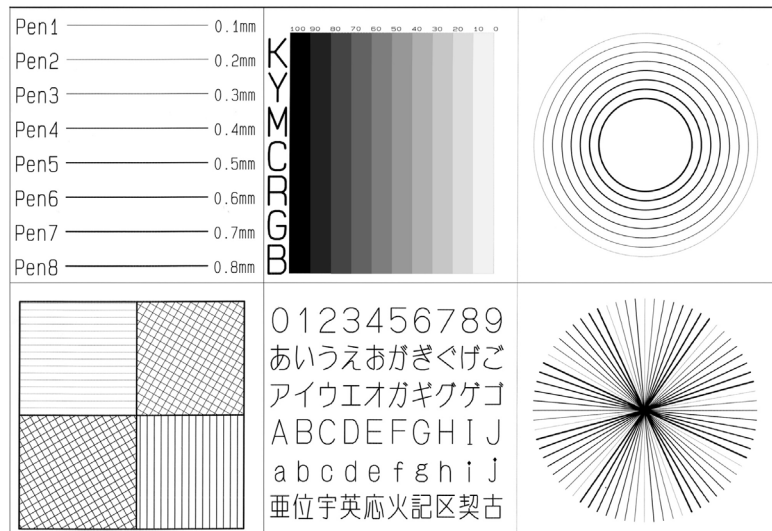 Pen1 0.1mm
Pen2 0.2mm
Pen3 0.3mm
Pen4 0.4mm
Pen5 0.5mm
Pen6 0.6mm
Pen7 0.7mm
Pen8 0.8mm
100 90 80 70 60 50 40 30 20 10 0
K
Y
M
C
R
G
B
0123456789
あいうえおがぎぐげご
アイウエオガギグゲゴ
ABCDEFGHIJ
abcdefghij
亜位宇英応火記区契古